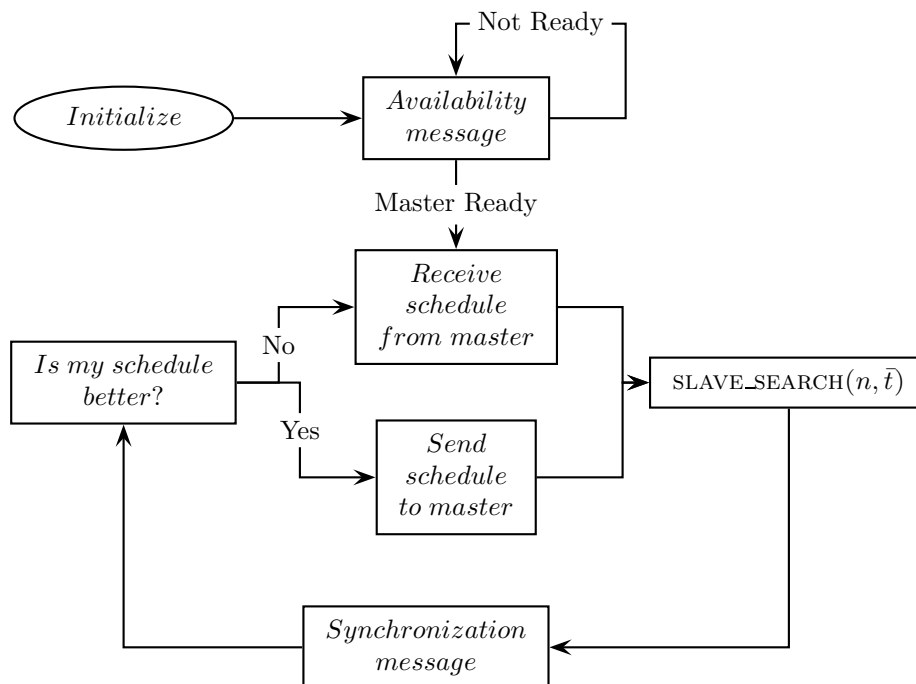 Not Ready
Initialize
Availability
message
Master Ready
Receive
schedule
from master
No
Is my schedule
better?
SLAVE_SEARCH(n, t̄)
Yes
Send
schedule
to master
Synchronization
message